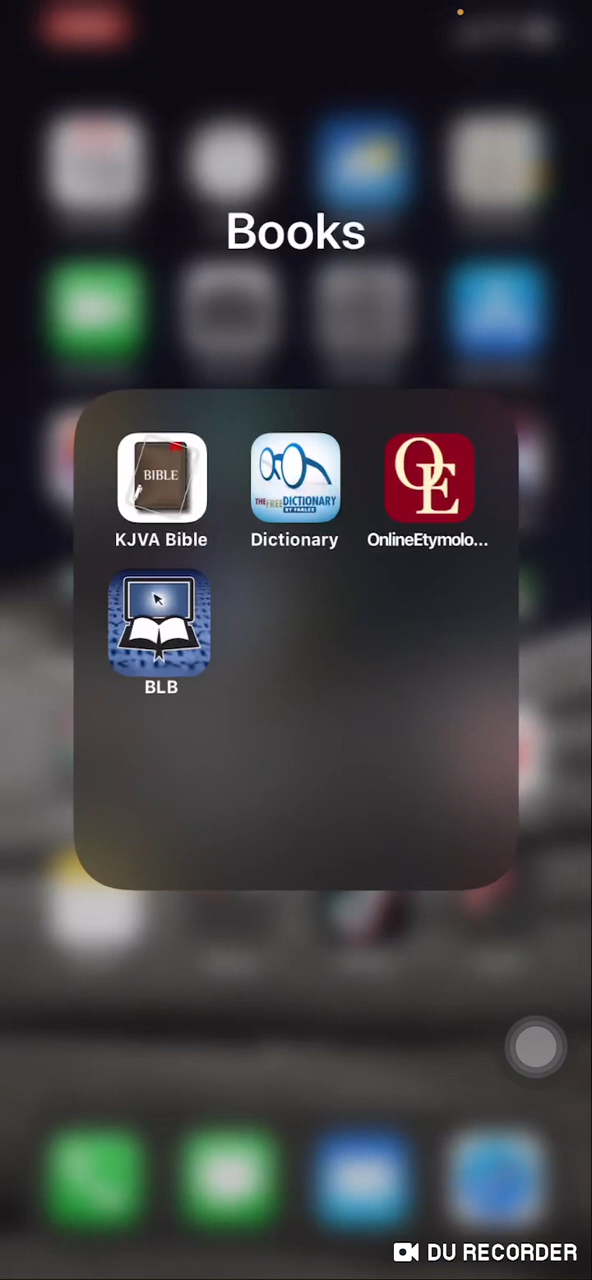 Books
BIBLE
THE FREE DICTIONARY
BY FARLEX
OE
KJVA Bible
Dictionary
OnlineEtymolo...
BLB
DU RECORDER